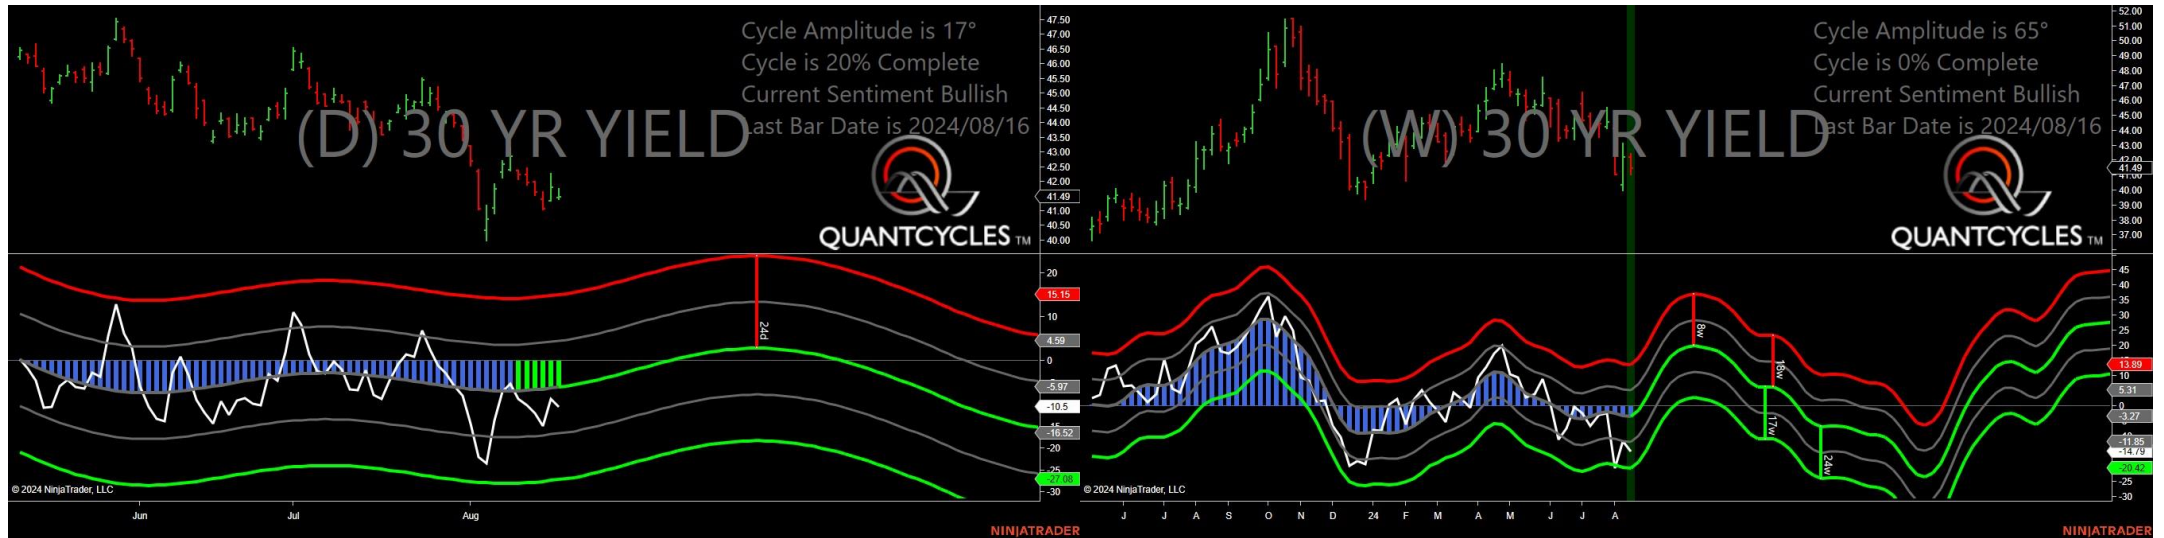 Cycle Amplitude is 17°
Cycle is 20% Complete
Current Sentiment Bullish
Last Bar Date is 2024/08/16
(D) 30 YR YIELD
QUANTCYCLES TM
47.50
47.00
46.50
46.00
45.50
45.00
44.50
44.00
43.50
43.00
42.50
42.00
41.49
41.00
40.50
40.00
24d
20
15.15
10
4.59
0
-5.97
-10.5
-16.52
-20
-25
-27.08
-30
© 2024 NinjaTrader, LLC
Jun Jul Aug
NINJATRADER
Cycle Amplitude is 65°
Cycle is 0% Complete
Current Sentiment Bullish
Last Bar Date is 2024/08/16
(W) 30 YR YIELD
QUANTCYCLES TM
52.00
51.00
50.00
49.00
48.00
47.00
46.00
45.00
44.00
43.00
42.00
41.49
40.00
39.00
38.00
37.00
8w
18w
17w
24w
45
40
35
30
25
20
13.89
10
5.31
0
-3.27
-11.85
-14.79
-20.42
-25
-30
© 2024 NinjaTrader, LLC
J J A S O N D 24 F M A M J J A
NINJATRADER